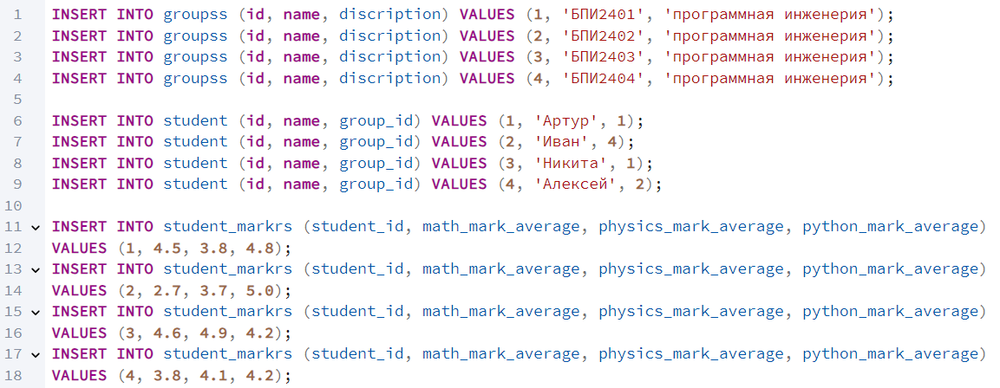 1 INSERT INTO groupss (id, name, discription) VALUES (1, 'БПИ2401', 'программная инженерия');
2 INSERT INTO groupss (id, name, discription) VALUES (2, 'БПИ2402', 'программная инженерия');
3 INSERT INTO groupss (id, name, discription) VALUES (3, 'БПИ2403', 'программная инженерия');
4 INSERT INTO groupss (id, name, discription) VALUES (4, 'БПИ2404', 'программная инженерия');
5
6 INSERT INTO student (id, name, group_id) VALUES (1, 'Артур', 1);
7 INSERT INTO student (id, name, group_id) VALUES (2, 'Иван', 4);
8 INSERT INTO student (id, name, group_id) VALUES (3, 'Никита', 1);
9 INSERT INTO student (id, name, group_id) VALUES (4, 'Алексей', 2);
10
11 INSERT INTO student_markrs (student_id, math_mark_average, physics_mark_average, python_mark_average)
12 VALUES (1, 4.5, 3.8, 4.8);
13 INSERT INTO student_markrs (student_id, math_mark_average, physics_mark_average, python_mark_average)
14 VALUES (2, 2.7, 3.7, 5.0);
15 INSERT INTO student_markrs (student_id, math_mark_average, physics_mark_average, python_mark_average)
16 VALUES (3, 4.6, 4.9, 4.2);
17 INSERT INTO student_markrs (student_id, math_mark_average, physics_mark_average, python_mark_average)
18 VALUES (4, 3.8, 4.1, 4.2);